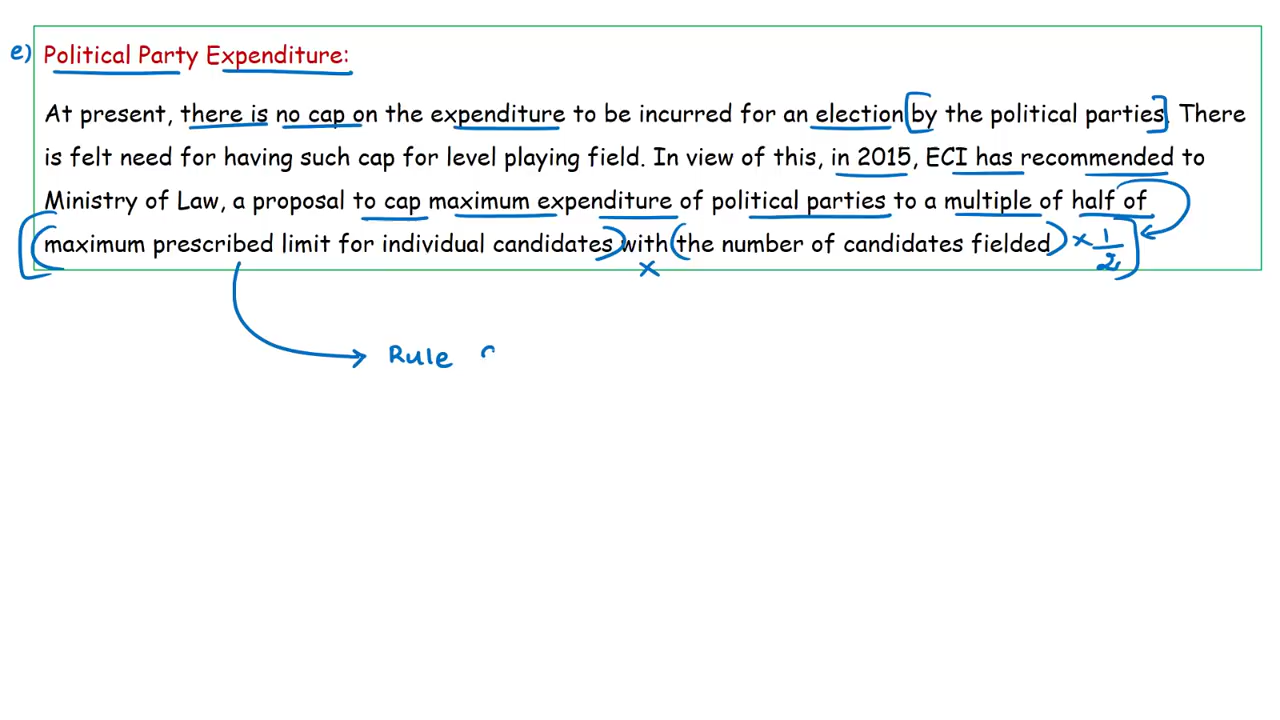 e) Political Party Expenditure:
At present, there is no cap on the expenditure to be incurred for an election [by the political parties]. There
is felt need for having such cap for level playing field. In view of this, in 2015, ECI has recommended to
Ministry of Law, a proposal to cap maximum expenditure of political parties to a multiple of half of
[(maximum prescribed limit for individual candidates) with (the number of candidates fielded) × 1/2]
×
Rule